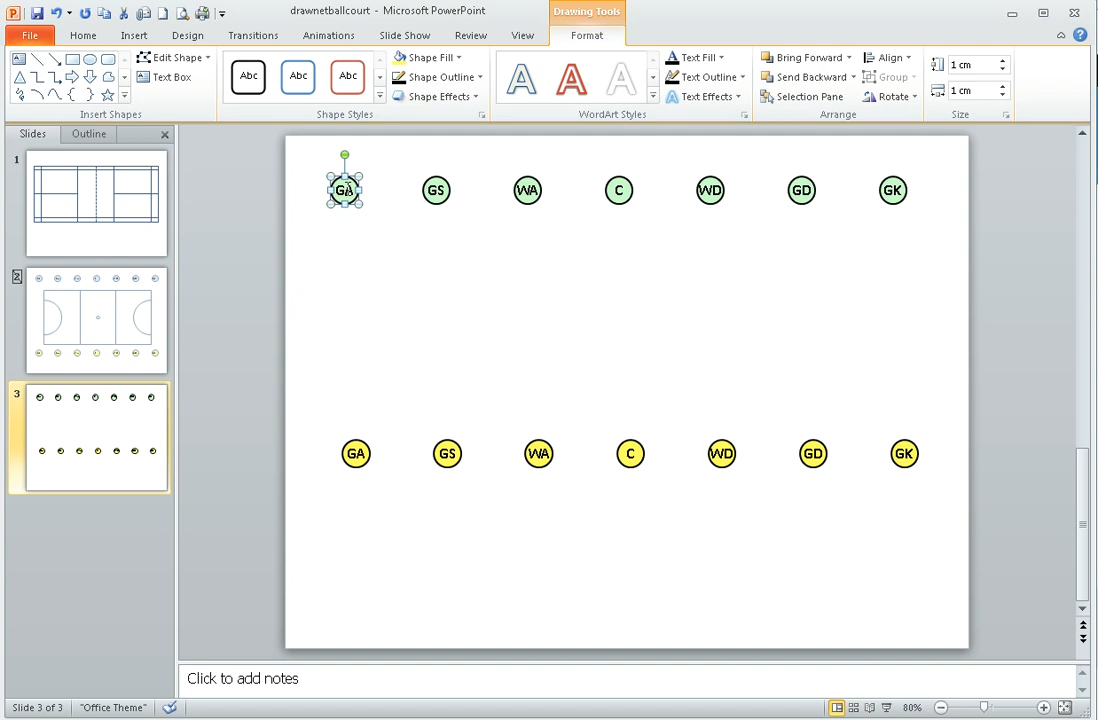 drawnetballcourt - Microsoft PowerPoint
Drawing Tools
File Home Insert Design Transitions Animations Slide Show Review View Format
Edit Shape
Text Box
Insert Shapes
Abc Abc Abc
Shape Fill
Shape Outline
Shape Effects
Shape Styles
A A A
Text Fill
Text Outline
Text Effects
WordArt Styles
Bring Forward
Send Backward
Selection Pane
Align
Group
Rotate
Arrange
1 cm
1 cm
Size
Slides Outline
1
2
3
GA GS WA C WD GD GK
GA GS WA C WD GD GK
Click to add notes
Slide 3 of 3 "Office Theme" 80%